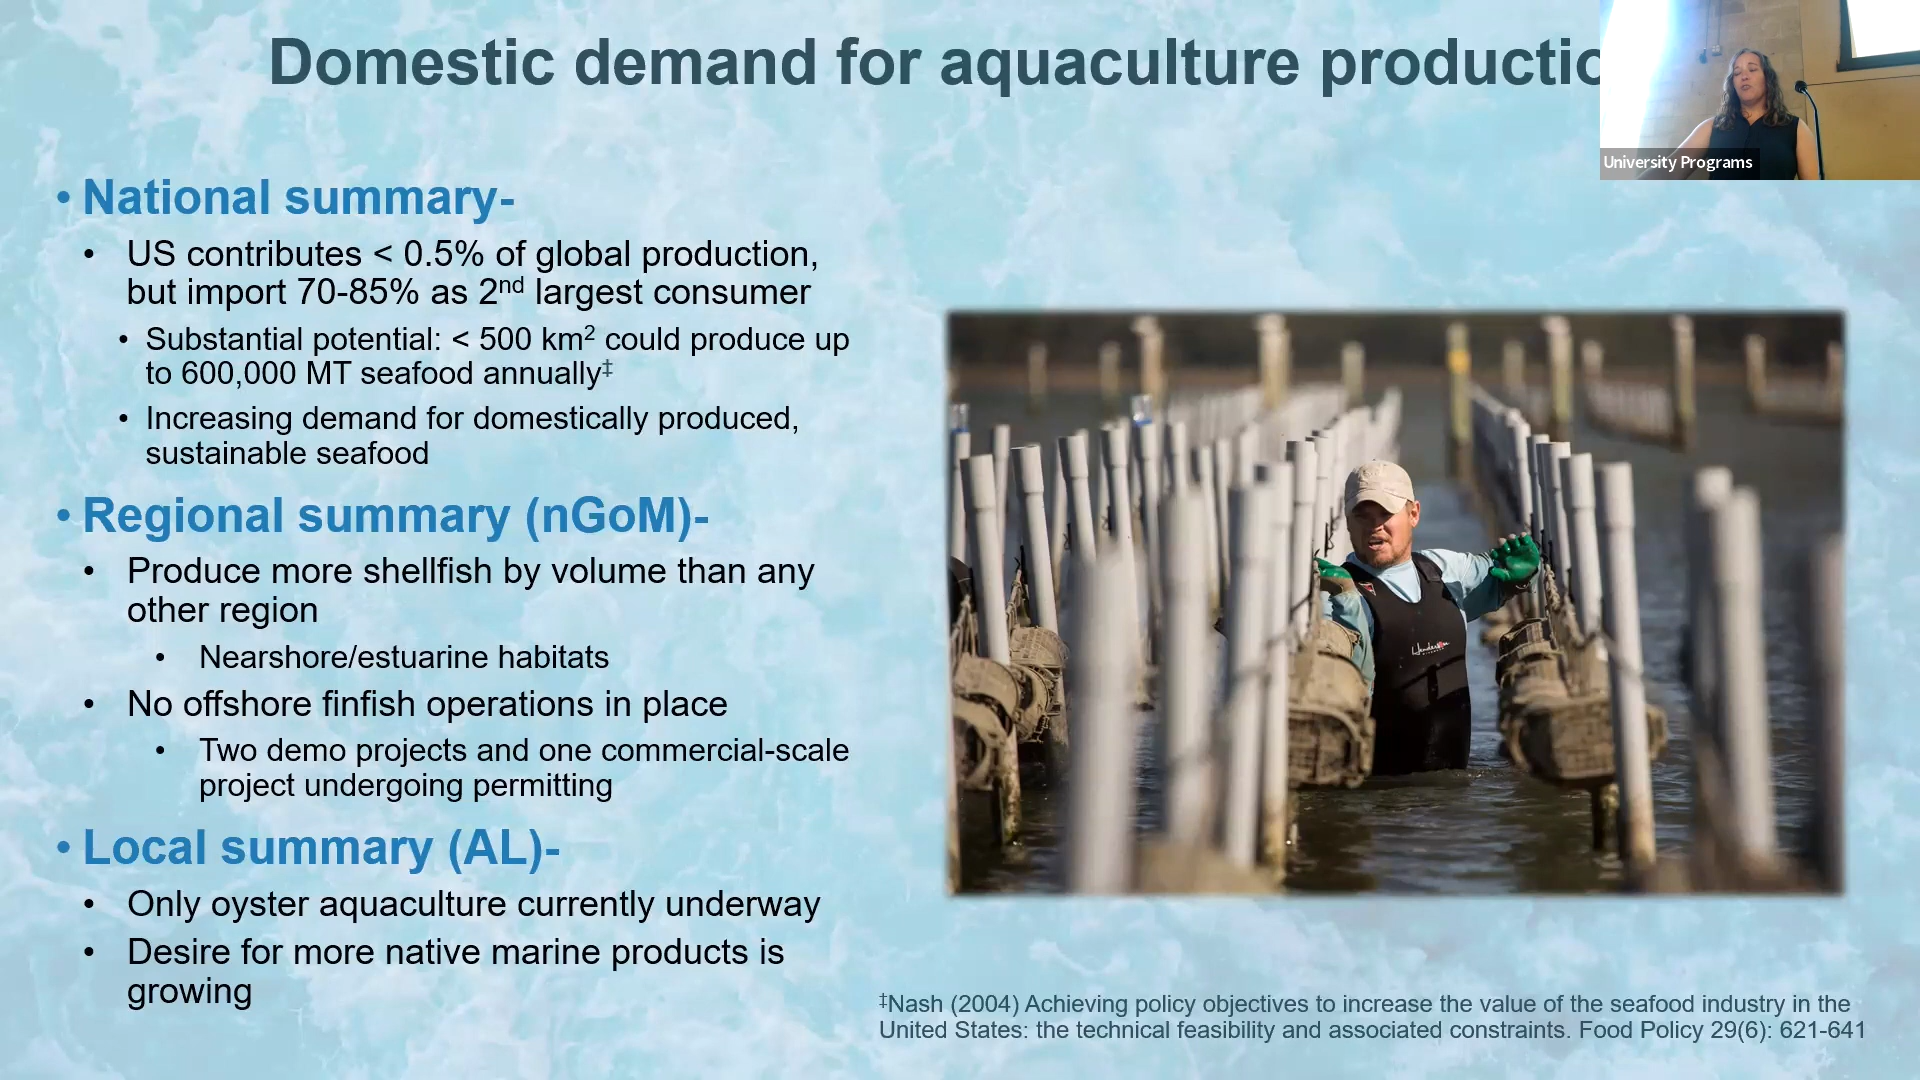 Domestic demand for aquaculture productio
University Programs
• National summary-
• US contributes < 0.5% of global production,
but import 70-85% as 2nd largest consumer
• Substantial potential: < 500 km2 could produce up
to 600,000 MT seafood annually‡
• Increasing demand for domestically produced,
sustainable seafood
• Regional summary (nGoM)-
• Produce more shellfish by volume than any
other region
• Nearshore/estuarine habitats
• No offshore finfish operations in place
• Two demo projects and one commercial-scale
project undergoing permitting
• Local summary (AL)-
• Only oyster aquaculture currently underway
• Desire for more native marine products is
growing
Henderson
‡Nash (2004) Achieving policy objectives to increase the value of the seafood industry in the
United States: the technical feasibility and associated constraints. Food Policy 29(6): 621-641